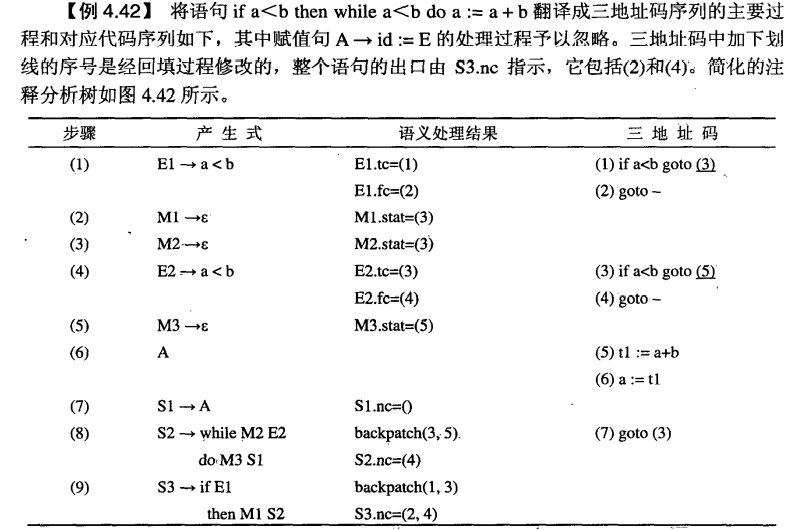 【例 4.42】 将语句 if a<b then while a<b do a := a + b 翻译成三地址码序列的主要过
程和对应代码序列如下，其中赋值句 A → id := E 的处理过程予以忽略。三地址码中加下划
线的序号是经回填过程修改的，整个语句的出口由 S3.nc 指示，它包括(2)和(4)。简化的注
释分析树如图 4.42 所示。
步骤 产 生 式 语义处理结果 三 地 址 码
(1) E1 → a < b E1.tc=(1) (1) if a<b goto (3)
E1.fc=(2) (2) goto –
(2) M1 →ε M1.stat=(3)
(3) M2 →ε M2.stat=(3)
(4) E2 → a < b E2.tc=(3) (3) if a<b goto (5)
E2.fc=(4) (4) goto –
(5) M3 →ε M3.stat=(5)
(6) A (5) t1 := a+b
(6) a := t1
(7) S1 → A S1.nc=()
(8) S2 → while M2 E2 backpatch(3, 5) (7) goto (3)
do M3 S1 S2.nc=(4)
(9) S3 → if E1 backpatch(1, 3)
then M1 S2 S3.nc=(2, 4)